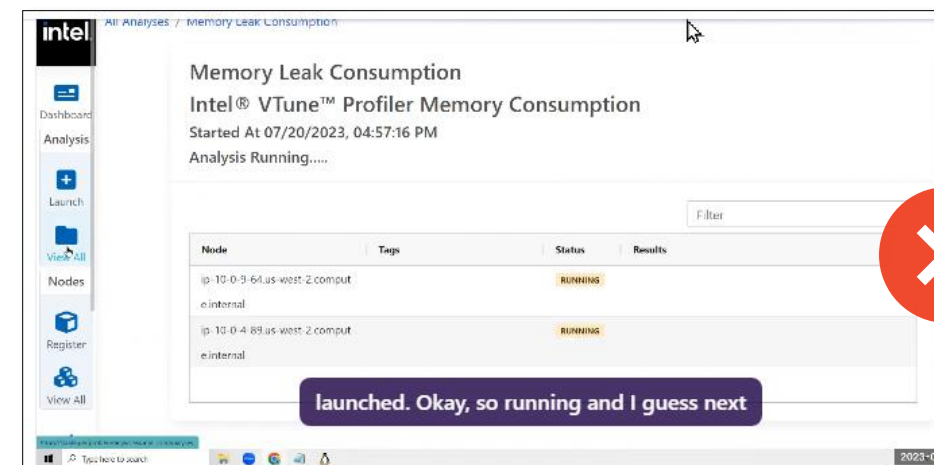 intel.
All Analyses / Memory Leak Consumption
Memory Leak Consumption
Intel® VTune™ Profiler Memory Consumption
Started At 07/20/2023, 04:57:16 PM
Analysis Running.....
Dashboard
Analysis
Launch
View All
Nodes
Register
View All
Filter
Node Tags Status Results
ip-10-0-9-64.us-west-2.comput RUNNING
e.internal
ip-10-0-4-89.us-west-2.comput RUNNING
e.internal
launched. Okay, so running and I guess next
Type here to search
2023-0